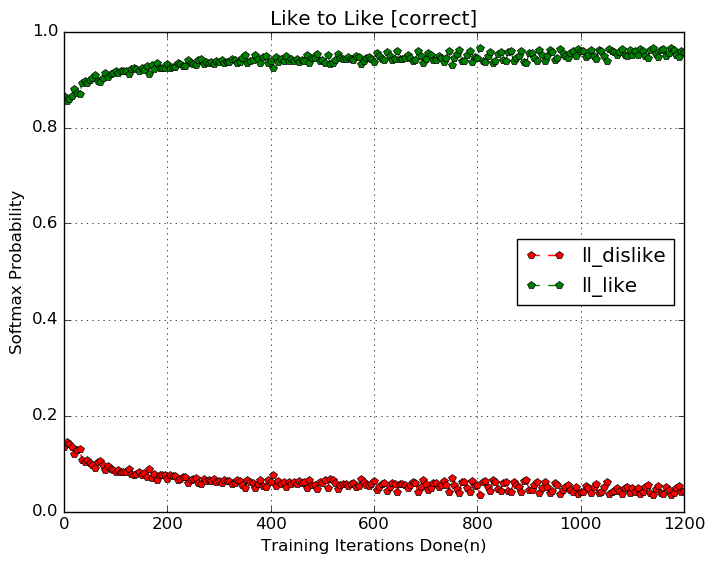 Like to Like [correct]
1.0
0.8
0.6
0.4
0.2
0.0
Softmax Probability
ll_dislike
ll_like
0 200 400 600 800 1000 1200
Training Iterations Done(n)